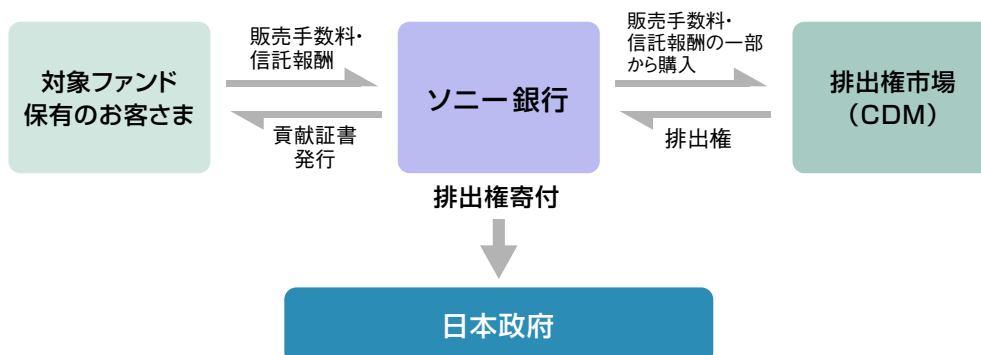 対象ファンド
保有のお客さま
販売手数料・
信託報酬
貢献証書
発行
ソニー銀行
販売手数料・
信託報酬の一部
から購入
排出権
排出権市場
（CDM）
排出権寄付
日本政府